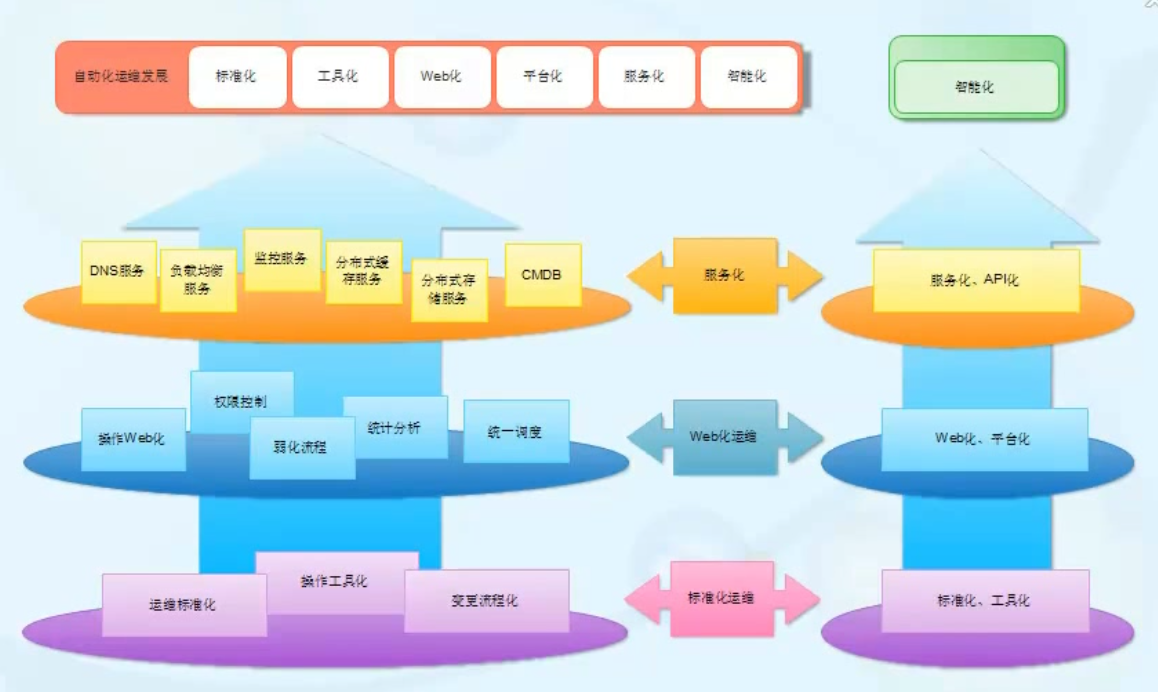 自动化运维发展
标准化
工具化
Web化
平台化
服务化
智能化
智能化
DNS服务
负载均衡
服务
监控服务
分布式缓
存服务
分布式存
储服务
CMDB
服务化
服务化、API化
操作Web化
权限控制
弱化流程
统计分析
统一调度
Web化运维
Web化、平台化
运维标准化
操作工具化
变更流程化
标准化运维
标准化、工具化